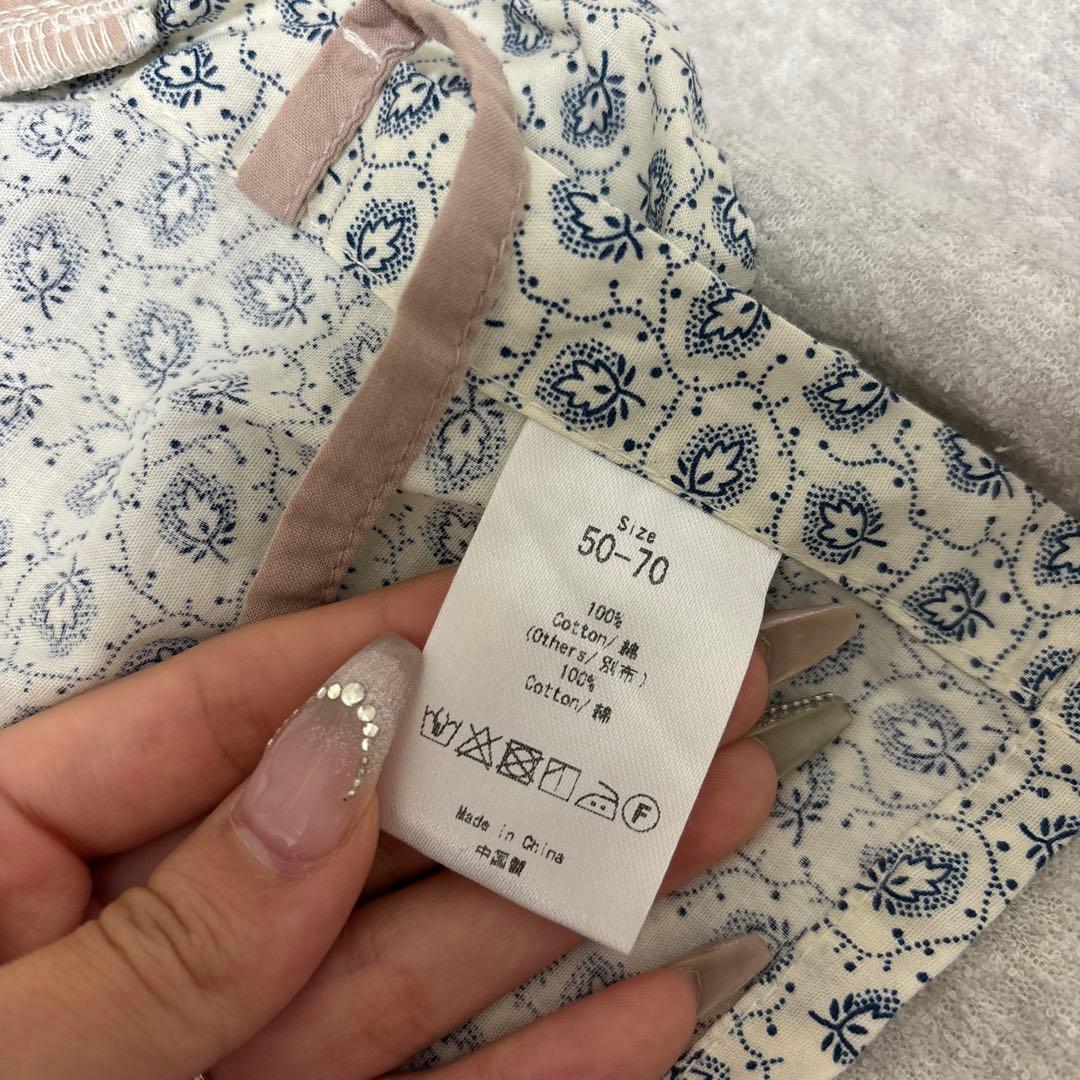 Size
50-70
100%
Cotton/綿
(Others/別布)
100%
Cotton/綿
F
Made in China
中国製